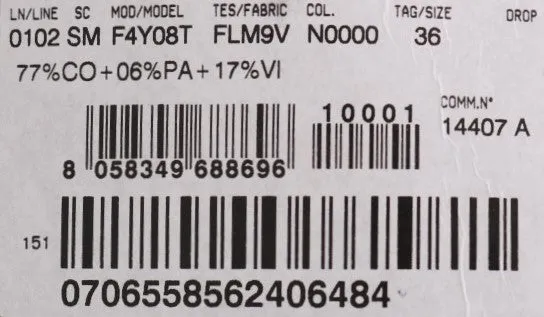 LN/LINE SC MOD/MODEL TES/FABRIC COL. TAG/SIZE DROP
0102 SM F4Y08T FLM9V N0000 36
77%CO+06%PA+17%VI
10001
COMM.N°
14407 A
8 058349 688696
151
0706558562406484